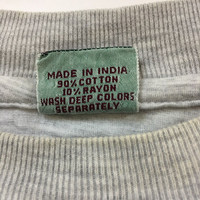 MADE IN INDIA
90% COTTON
10% RAYON
WASH DEEP COLORS
SEPARATELY